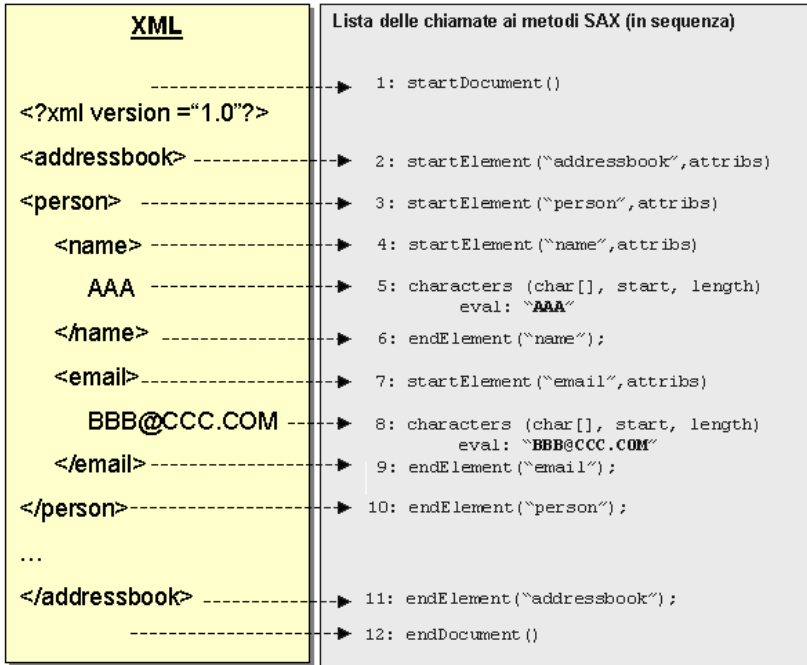 XML
<?xml version =“1.0”?>
<addressbook>
<person>
<name>
AAA
</name>
<email>
BBB@CCC.COM
</email>
</person>
...
</addressbook>
Lista delle chiamate ai metodi SAX (in sequenza)
1: startDocument()
2: startElement(“addressbook”,attribs)
3: startElement(“person”,attribs)
4: startElement(“name”,attribs)
5: characters (char[], start, length)
eval: “AAA”
6: endElement(“name”);
7: startElement(“email”,attribs)
8: characters (char[], start, length)
eval: “BBB@CCC.COM”
9: endElement(“email”);
10: endElement(“person”);
11: endElement(“addressbook”);
12: endDocument()